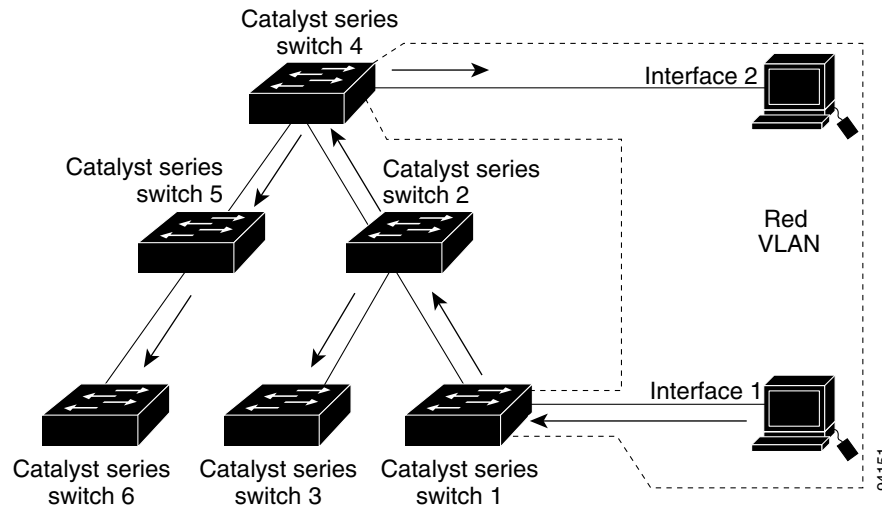 Catalyst series
switch 4
Interface 2
Catalyst series
switch 5
Catalyst series
switch 2
Red
VLAN
Interface 1
Catalyst series
switch 6
Catalyst series
switch 3
Catalyst series
switch 1